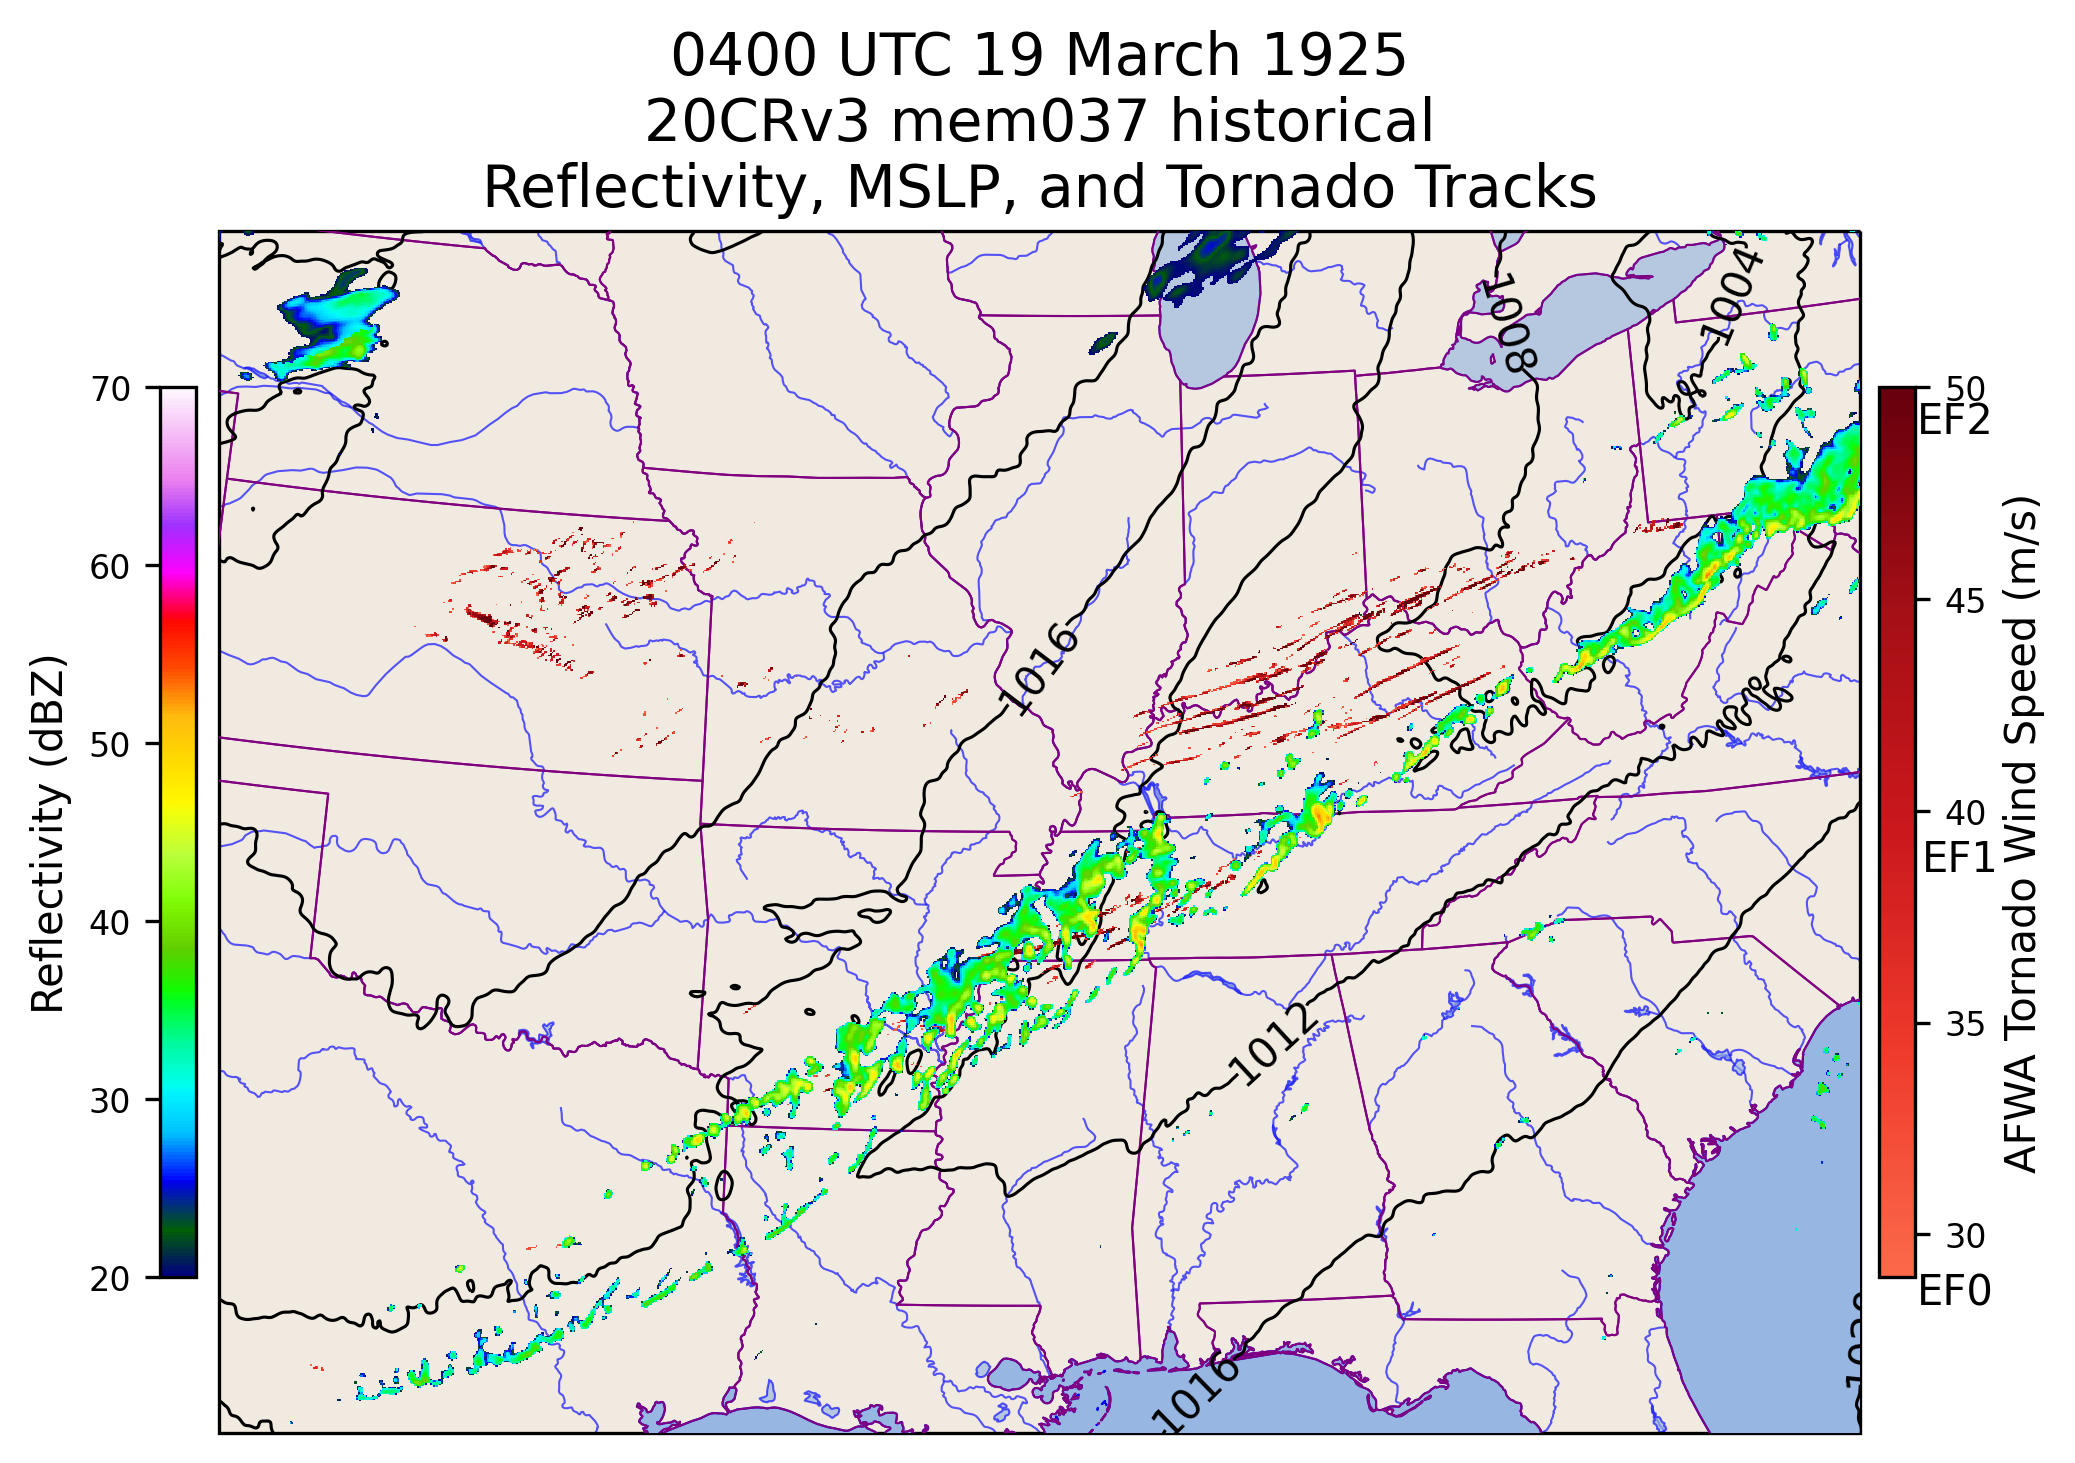 0400 UTC 19 March 1925
20CRv3 mem037 historical
Reflectivity, MSLP, and Tornado Tracks
Reflectivity (dBZ)
70
60
50
40
30
20
1008
1004
1016
1012
1016
1020
50
EF2
45
40
EF1
35
30
EF0
AFWA Tornado Wind Speed (m/s)